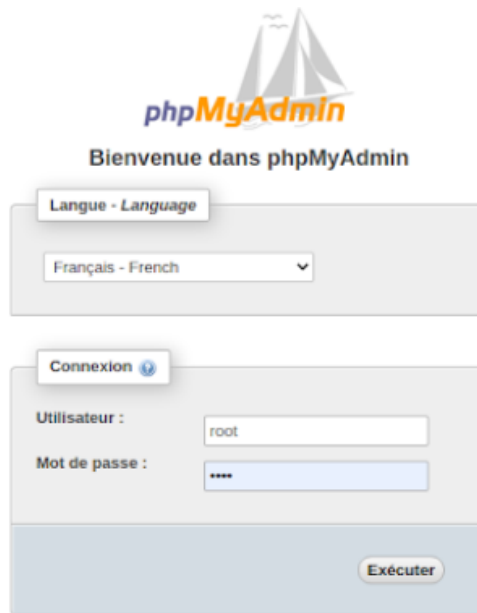 phpMyAdmin
Bienvenue dans phpMyAdmin
Langue - Language
Français - French
Connexion
Utilisateur :
root
Mot de passe :
••••
Exécuter